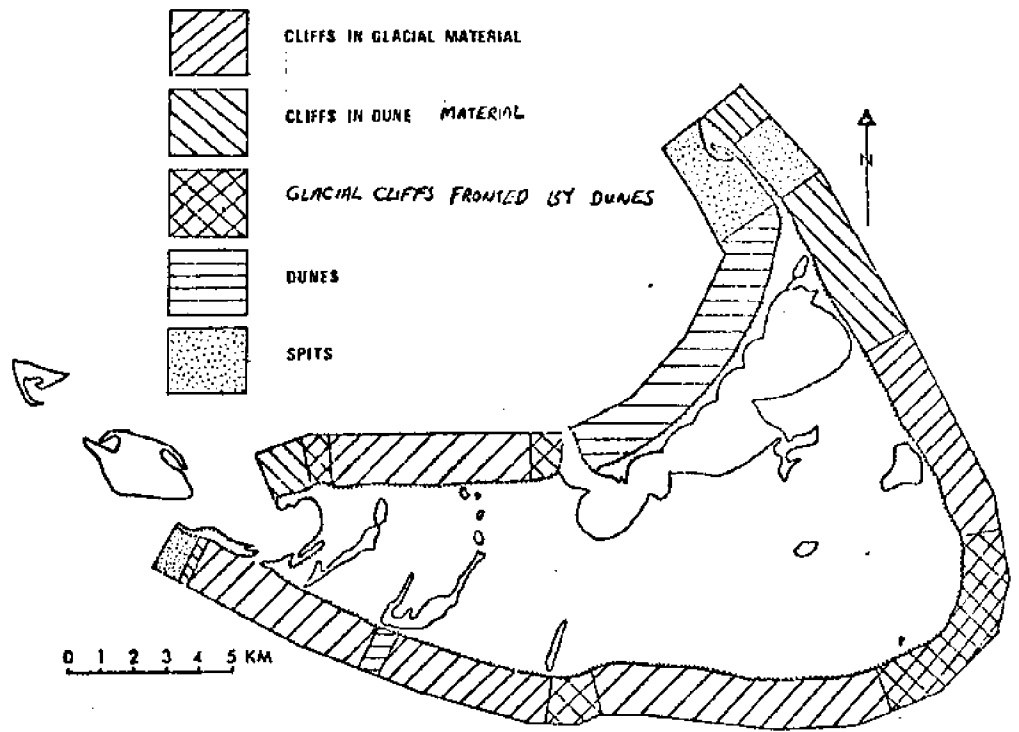 CLIFFS IN GLACIAL MATERIAL
CLIFFS IN DUNE MATERIAL
GLACIAL CLIFFS FRONTED BY DUNES
DUNES
SPITS
N
0 1 2 3 4 5 KM